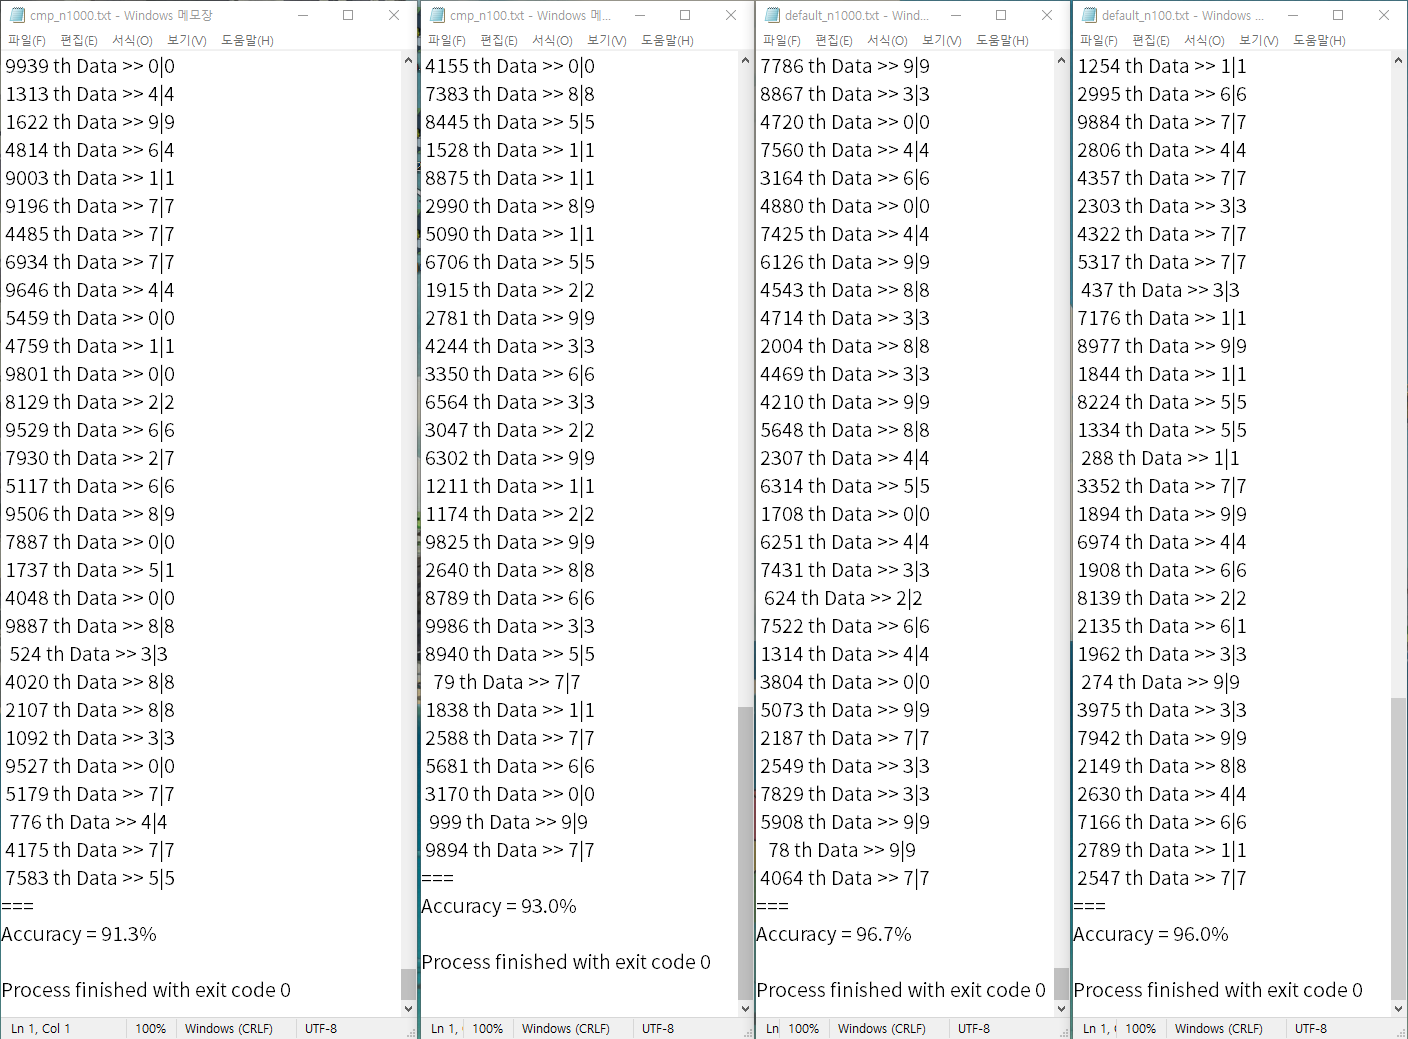 cmp_n1000.txt - Windows 메모장
파일(F) 편집(E) 서식(O) 보기(V) 도움말(H)
9939 th Data >> 0|0
1313 th Data >> 4|4
1622 th Data >> 9|9
4814 th Data >> 6|4
9003 th Data >> 1|1
9196 th Data >> 7|7
4485 th Data >> 7|7
6934 th Data >> 7|7
9646 th Data >> 4|4
5459 th Data >> 0|0
4759 th Data >> 1|1
9801 th Data >> 0|0
8129 th Data >> 2|2
9529 th Data >> 6|6
7930 th Data >> 2|7
5117 th Data >> 6|6
9506 th Data >> 8|9
7887 th Data >> 0|0
1737 th Data >> 5|1
4048 th Data >> 0|0
9887 th Data >> 8|8
524 th Data >> 3|3
4020 th Data >> 8|8
2107 th Data >> 8|8
1092 th Data >> 3|3
9527 th Data >> 0|0
5179 th Data >> 7|7
776 th Data >> 4|4
4175 th Data >> 7|7
7583 th Data >> 5|5
===
Accuracy = 91.3%
Process finished with exit code 0
Ln 1, Col 1 100% Windows (CRLF) UTF-8
cmp_n100.txt - Windows 메...
파일(F) 편집(E) 서식(O) 보기(V) 도움말(H)
4155 th Data >> 0|0
7383 th Data >> 8|8
8445 th Data >> 5|5
1528 th Data >> 1|1
8875 th Data >> 1|1
2990 th Data >> 8|9
5090 th Data >> 1|1
6706 th Data >> 5|5
1915 th Data >> 2|2
2781 th Data >> 9|9
4244 th Data >> 3|3
3350 th Data >> 6|6
6564 th Data >> 3|3
3047 th Data >> 2|2
6302 th Data >> 9|9
1211 th Data >> 1|1
1174 th Data >> 2|2
9825 th Data >> 9|9
2640 th Data >> 8|8
8789 th Data >> 6|6
9986 th Data >> 3|3
8940 th Data >> 5|5
79 th Data >> 7|7
1838 th Data >> 1|1
2588 th Data >> 7|7
5681 th Data >> 6|6
3170 th Data >> 0|0
999 th Data >> 9|9
9894 th Data >> 7|7
===
Accuracy = 93.0%
Process finished with exit code 0
Ln 1, 100% Windows (CRLF) UTF-8
default_n1000.txt - Wind...
파일(F) 편집(E) 서식(O) 보기(V) 도움말(H)
7786 th Data >> 9|9
8867 th Data >> 3|3
4720 th Data >> 0|0
7560 th Data >> 4|4
3164 th Data >> 6|6
4880 th Data >> 0|0
7425 th Data >> 4|4
6126 th Data >> 9|9
4543 th Data >> 8|8
4714 th Data >> 3|3
2004 th Data >> 8|8
4469 th Data >> 3|3
4210 th Data >> 9|9
5648 th Data >> 8|8
2307 th Data >> 4|4
6314 th Data >> 5|5
1708 th Data >> 0|0
6251 th Data >> 4|4
7431 th Data >> 3|3
624 th Data >> 2|2
7522 th Data >> 6|6
1314 th Data >> 4|4
3804 th Data >> 0|0
5073 th Data >> 9|9
2187 th Data >> 7|7
2549 th Data >> 3|3
7829 th Data >> 3|3
5908 th Data >> 9|9
78 th Data >> 9|9
4064 th Data >> 7|7
===
Accuracy = 96.7%
Process finished with exit code 0
Ln 100% Windows (CRLF) UTF-8
default_n100.txt - Windows ...
파일(F) 편집(E) 서식(O) 보기(V) 도움말(H)
1254 th Data >> 1|1
2995 th Data >> 6|6
9884 th Data >> 7|7
2806 th Data >> 4|4
4357 th Data >> 7|7
2303 th Data >> 3|3
4322 th Data >> 7|7
5317 th Data >> 7|7
437 th Data >> 3|3
7176 th Data >> 1|1
8977 th Data >> 9|9
1844 th Data >> 1|1
8224 th Data >> 5|5
1334 th Data >> 5|5
288 th Data >> 1|1
3352 th Data >> 7|7
1894 th Data >> 9|9
6974 th Data >> 4|4
1908 th Data >> 6|6
8139 th Data >> 2|2
2135 th Data >> 6|1
1962 th Data >> 3|3
274 th Data >> 9|9
3975 th Data >> 3|3
7942 th Data >> 9|9
2149 th Data >> 8|8
2630 th Data >> 4|4
7166 th Data >> 6|6
2789 th Data >> 1|1
2547 th Data >> 7|7
===
Accuracy = 96.0%
Process finished with exit code 0
Ln 1, 100% Windows (CRLF) UTF-8